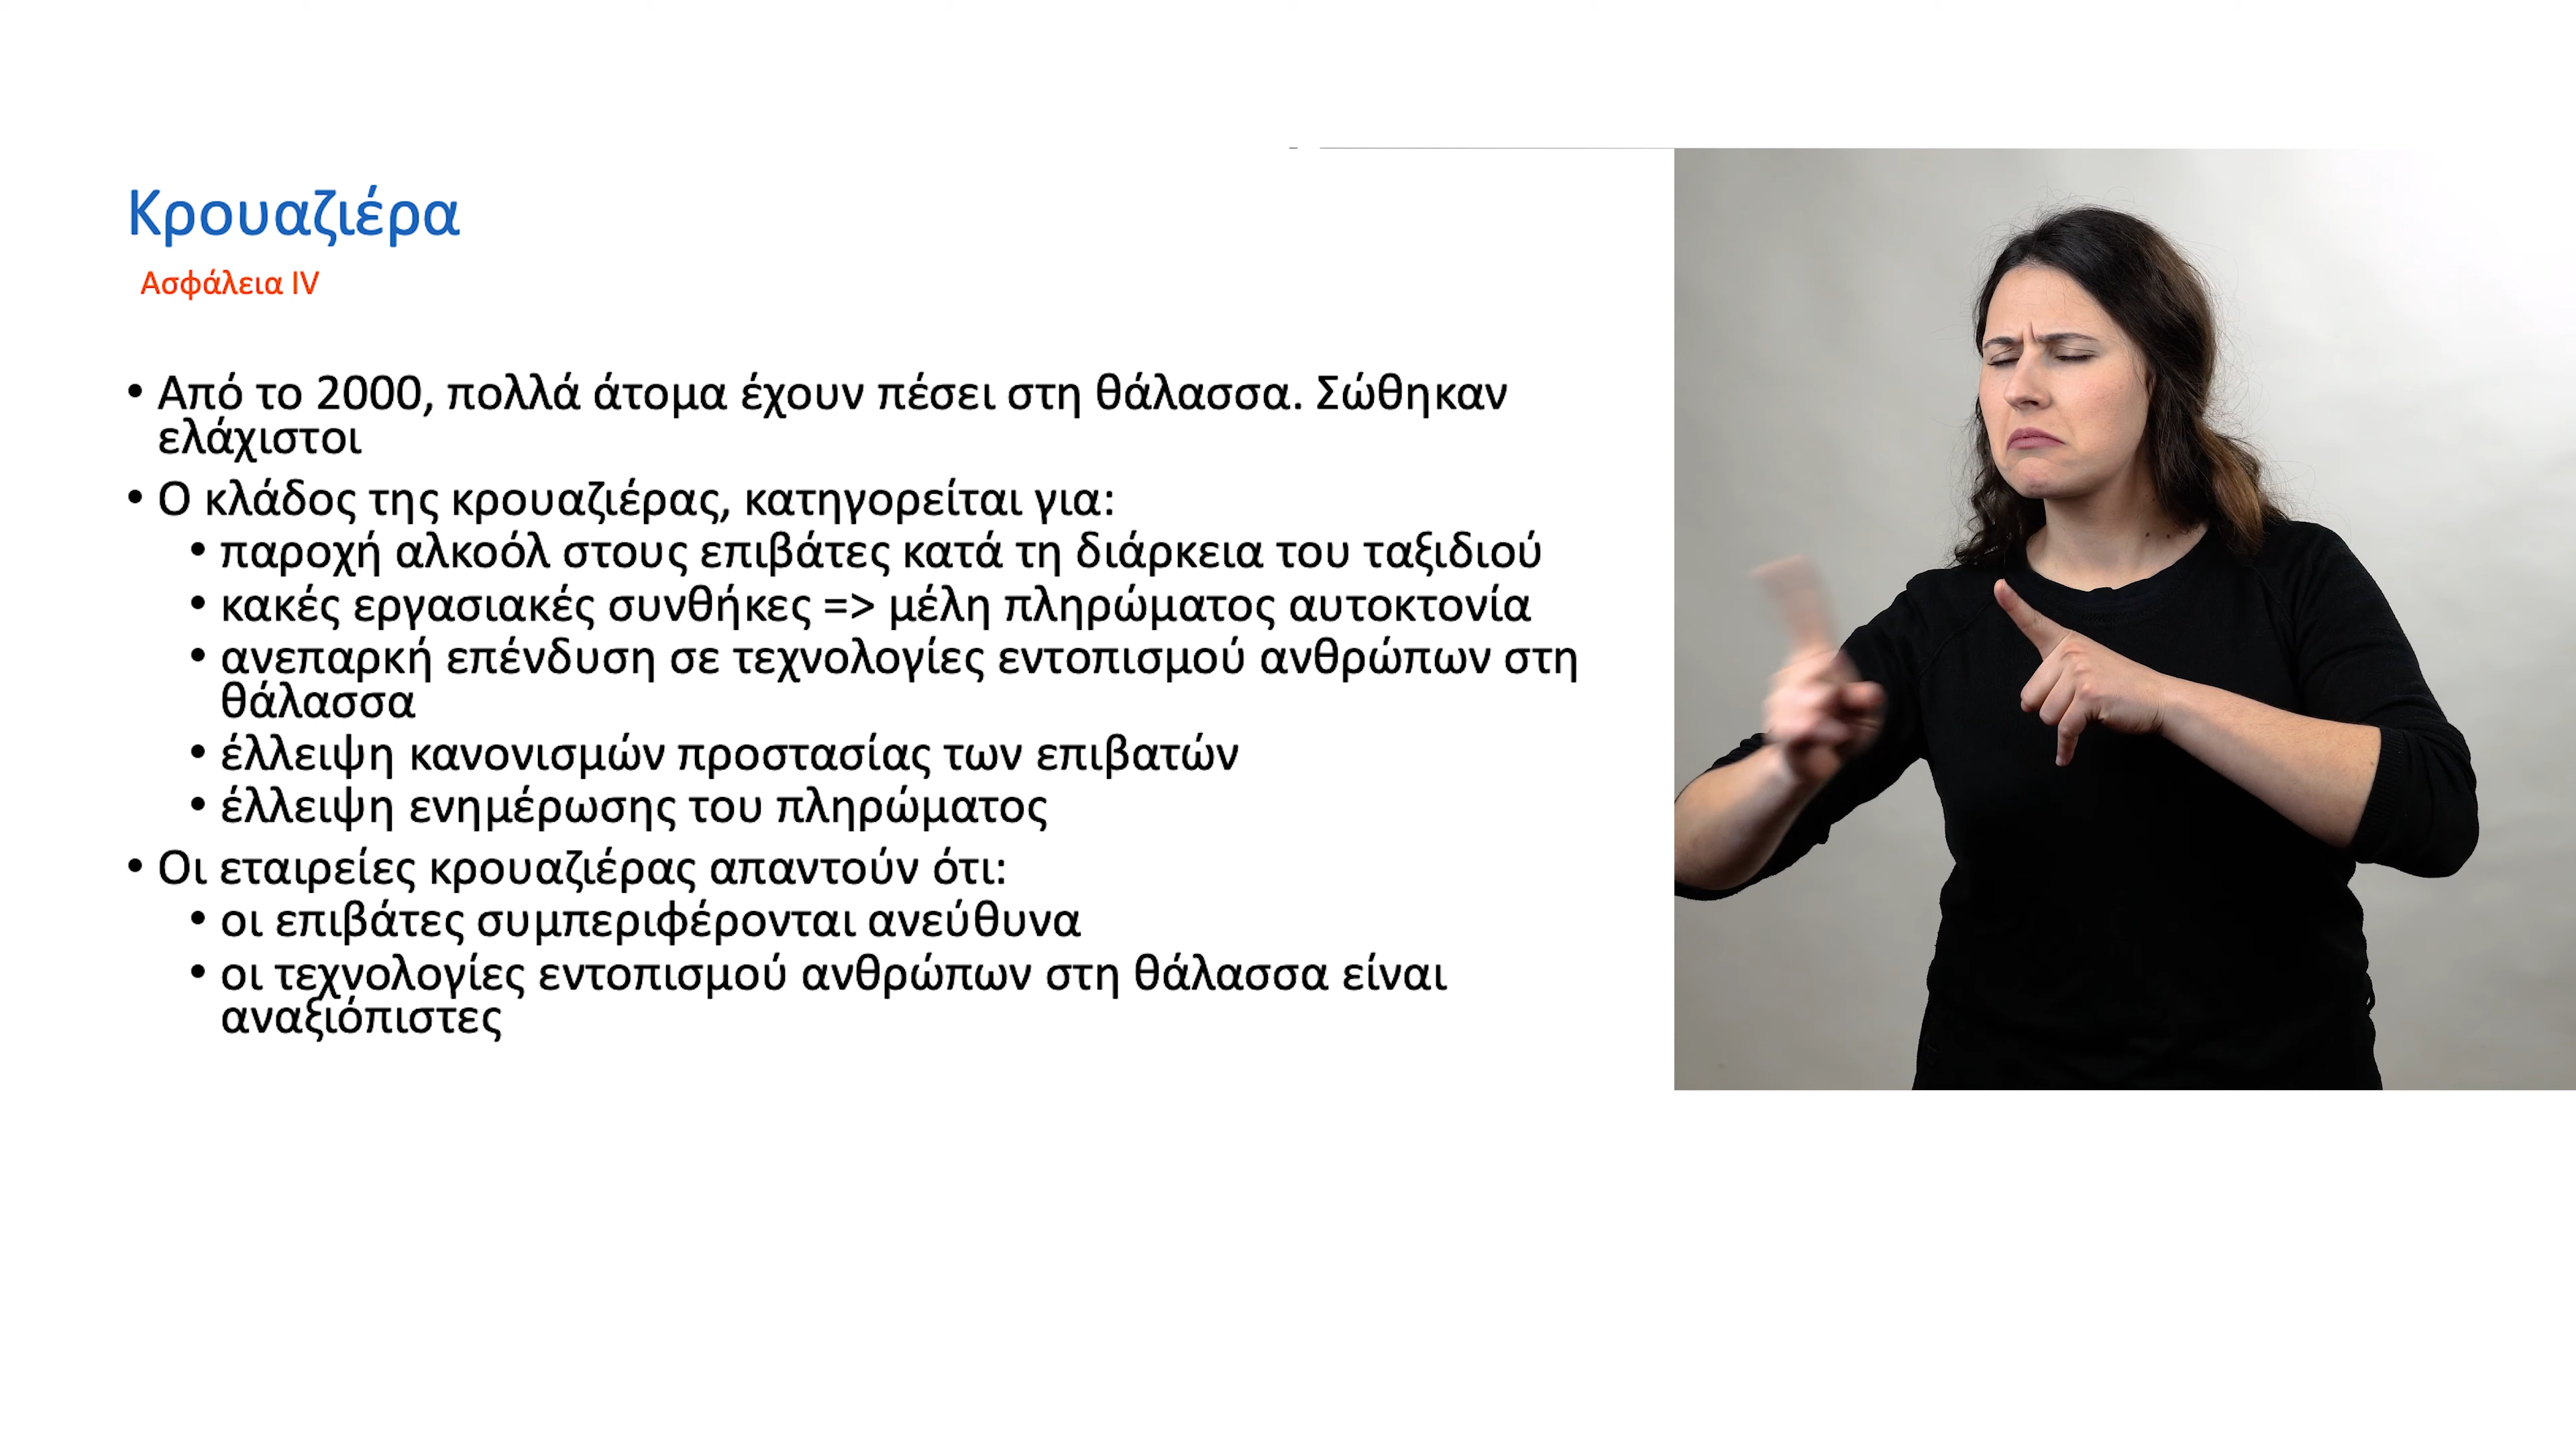 Κρουαζιέρα
Ασφάλεια IV
• Από το 2000, πολλά άτομα έχουν πέσει στη θάλασσα. Σώθηκαν
ελάχιστοι
• Ο κλάδος της κρουαζιέρας, κατηγορείται για:
• παροχή αλκοόλ στους επιβάτες κατά τη διάρκεια του ταξιδιού
• κακές εργασιακές συνθήκες => μέλη πληρώματος αυτοκτονία
• ανεπαρκή επένδυση σε τεχνολογίες εντοπισμού ανθρώπων στη
θάλασσα
• έλλειψη κανονισμών προστασίας των επιβατών
• έλλειψη ενημέρωσης του πληρώματος
• Οι εταιρείες κρουαζιέρας απαντούν ότι:
• οι επιβάτες συμπεριφέρονται ανεύθυνα
• οι τεχνολογίες εντοπισμού ανθρώπων στη θάλασσα είναι
αναξιόπιστες